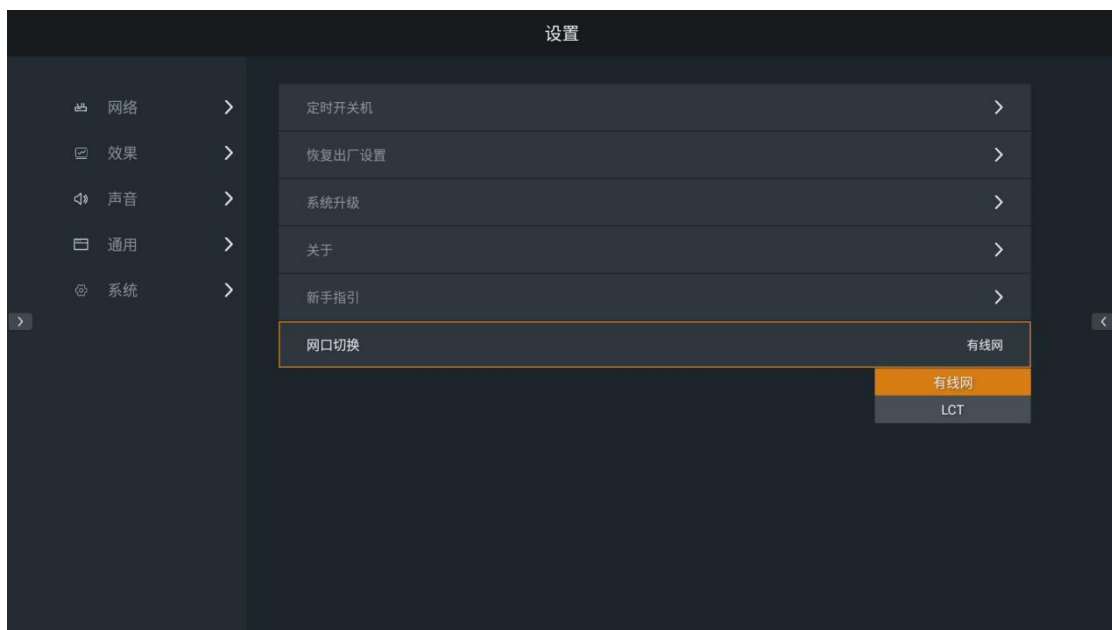 设置
网络
效果
声音
通用
系统
定时开关机
恢复出厂设置
系统升级
关于
新手指引
网口切换 有线网
有线网
LCT